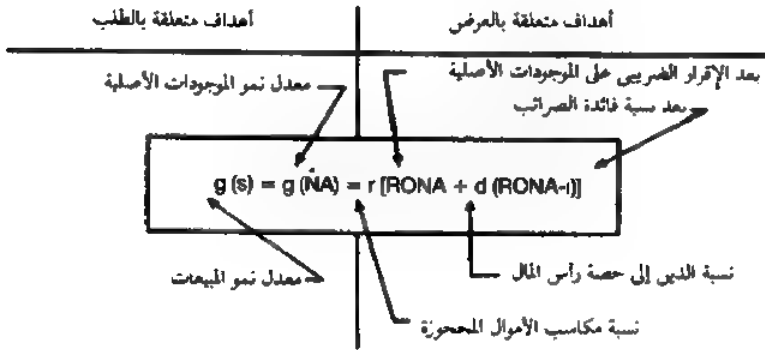 أهداف متعلقة بالعرض
أهداف متعلقة بالطلب
بعد الإقرار الضريبي على الموجودات الأصلية
معدل نمو الموجودات الأصلية
بعد نسبة فائدة الضرائب
g (s) = g (NA) = r [RONA + d (RONA-i)]
نسبة الدين إلى حصة رأس المال
معدل نمو المبيعات
نسبة مكاسب الأموال المحجوزة